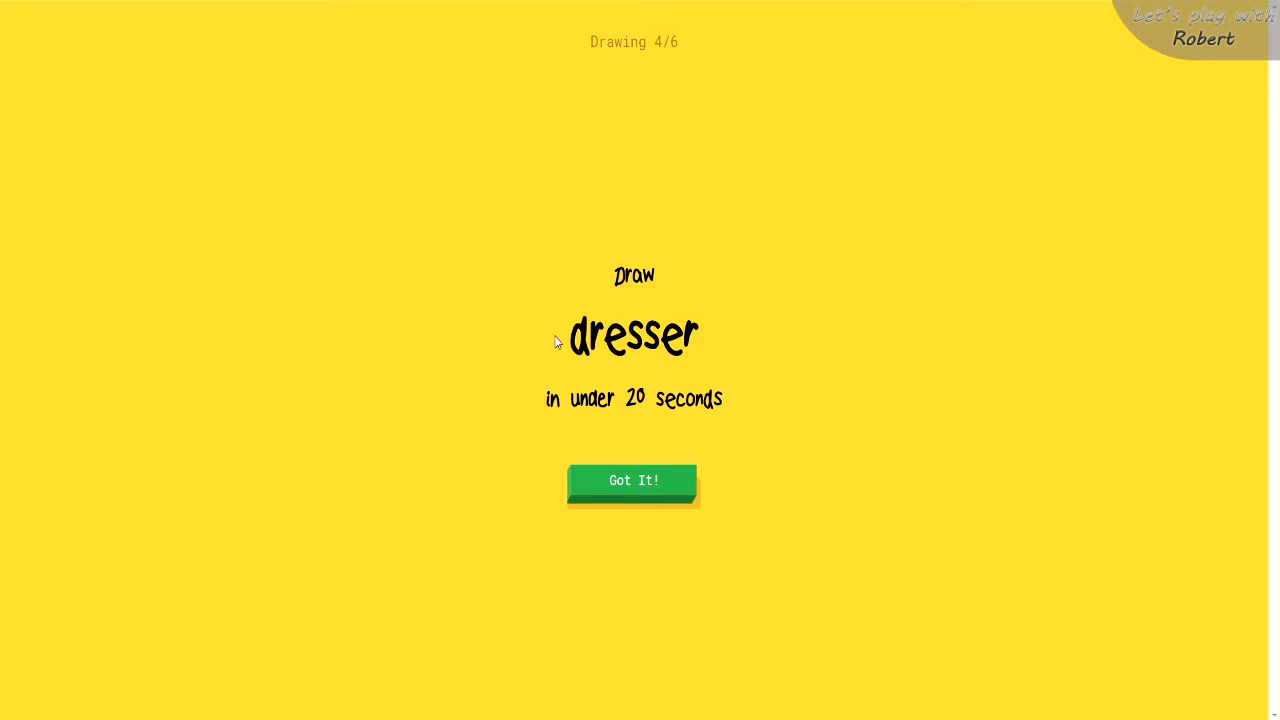 Let's play with
Robert
Drawing 4/6
Draw
dresser
in under 20 seconds
Got It!